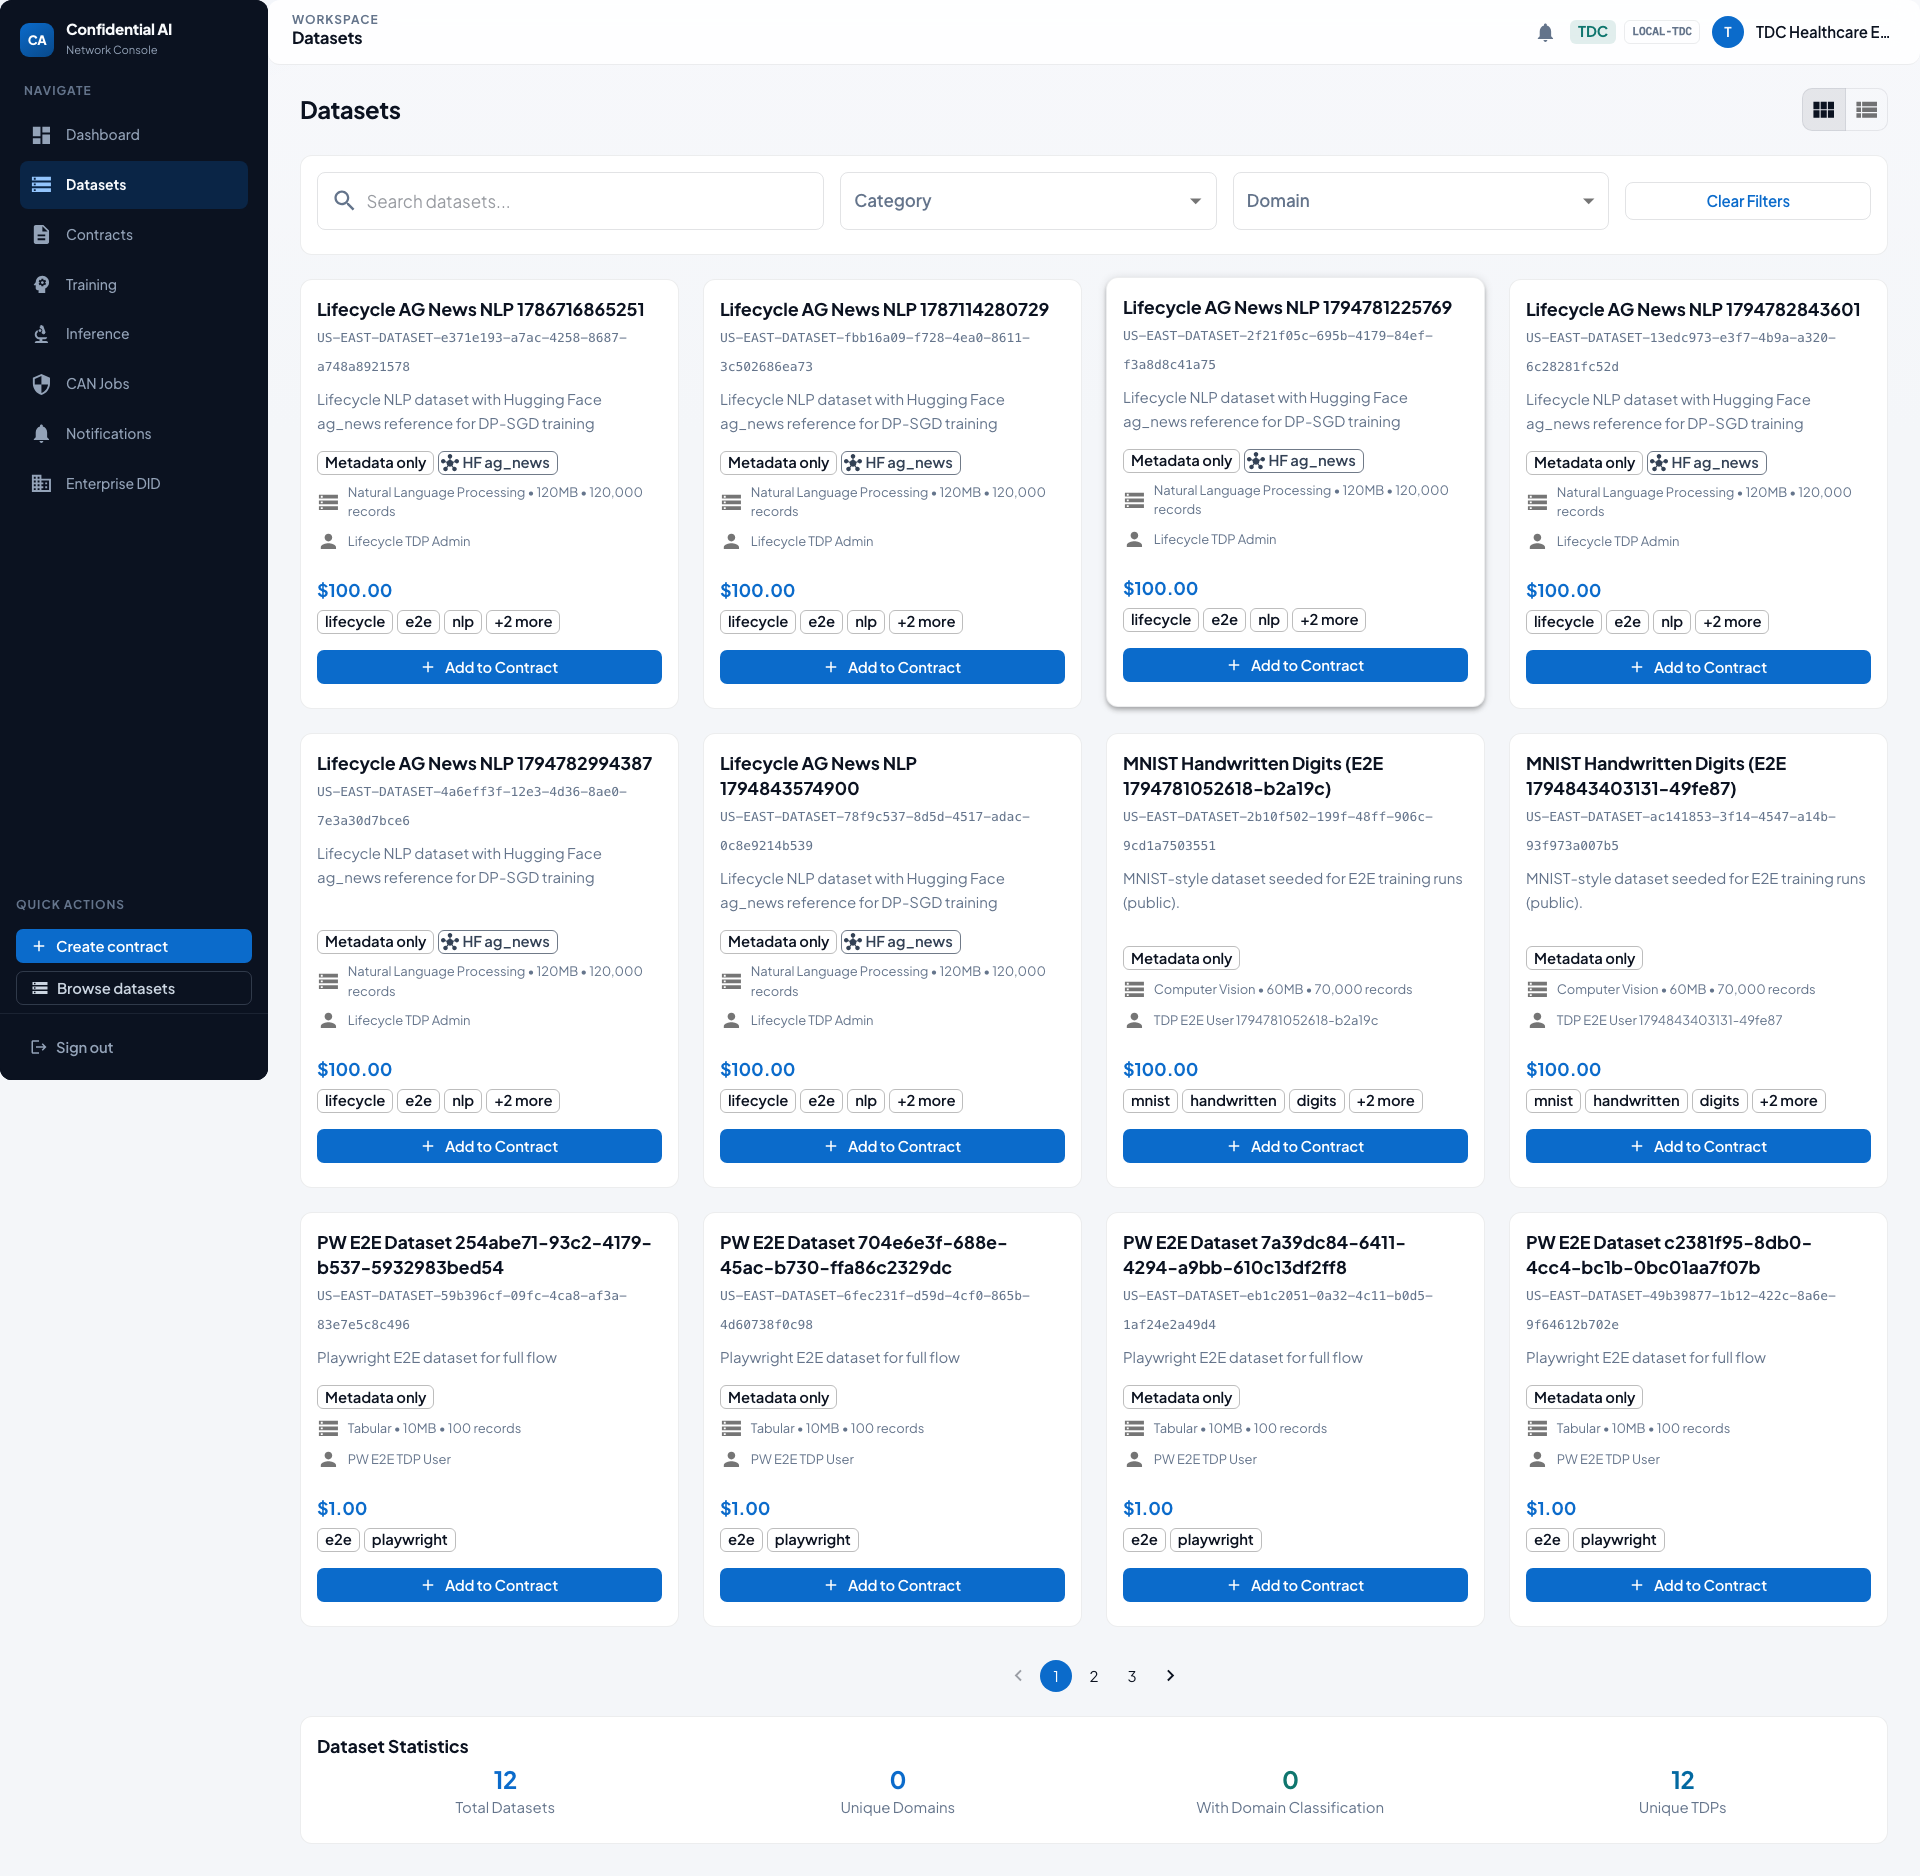 CA
Confidential AI
Network Console
NAVIGATE
Dashboard
Datasets
Contracts
Training
Inference
CAN Jobs
Notifications
Enterprise DID
QUICK ACTIONS
Create contract
Browse datasets
Sign out
WORKSPACE
Datasets
TDC
LOCAL-TDC
T
TDC Healthcare E...
Datasets
Search datasets...
Category
Domain
Clear Filters
Lifecycle AG News NLP 1786716865251
US-EAST-DATASET-e371e193-a7ac-4258-8687-
a748a8921578
Lifecycle NLP dataset with Hugging Face
ag_news reference for DP-SGD training
Metadata only
HF ag_news
Natural Language Processing • 120MB • 120,000
records
Lifecycle TDP Admin
$100.00
lifecycle
e2e
nlp
+2 more
Add to Contract
Lifecycle AG News NLP 1787114280729
US-EAST-DATASET-fbb16a09-f728-4ea0-8611-
3c502686ea73
Lifecycle NLP dataset with Hugging Face
ag_news reference for DP-SGD training
Metadata only
HF ag_news
Natural Language Processing • 120MB • 120,000
records
Lifecycle TDP Admin
$100.00
lifecycle
e2e
nlp
+2 more
Add to Contract
Lifecycle AG News NLP 1794781225769
US-EAST-DATASET-2f21f05c-695b-4179-84ef-
f3a8d8c41a75
Lifecycle NLP dataset with Hugging Face
ag_news reference for DP-SGD training
Metadata only
HF ag_news
Natural Language Processing • 120MB • 120,000
records
Lifecycle TDP Admin
$100.00
lifecycle
e2e
nlp
+2 more
Add to Contract
Lifecycle AG News NLP 1794782843601
US-EAST-DATASET-13edc973-e3f7-4b9a-a320-
6c28281fc52d
Lifecycle NLP dataset with Hugging Face
ag_news reference for DP-SGD training
Metadata only
HF ag_news
Natural Language Processing • 120MB • 120,000
records
Lifecycle TDP Admin
$100.00
lifecycle
e2e
nlp
+2 more
Add to Contract
Lifecycle AG News NLP 1794782994387
US-EAST-DATASET-4a6eff3f-12e3-4d36-8ae0-
7e3a30d7bce6
Lifecycle NLP dataset with Hugging Face
ag_news reference for DP-SGD training
Metadata only
HF ag_news
Natural Language Processing • 120MB • 120,000
records
Lifecycle TDP Admin
$100.00
lifecycle
e2e
nlp
+2 more
Add to Contract
Lifecycle AG News NLP
1794843574900
US-EAST-DATASET-78f9c537-8d5d-4517-adac-
0c8e9214b539
Lifecycle NLP dataset with Hugging Face
ag_news reference for DP-SGD training
Metadata only
HF ag_news
Natural Language Processing • 120MB • 120,000
records
Lifecycle TDP Admin
$100.00
lifecycle
e2e
nlp
+2 more
Add to Contract
MNIST Handwritten Digits (E2E
1794781052618-b2a19c)
US-EAST-DATASET-2b10f502-199f-48ff-906c-
9cd1a7503551
MNIST-style dataset seeded for E2E training runs
(public).
Metadata only
Computer Vision • 60MB • 70,000 records
TDP E2E User 1794781052618-b2a19c
$100.00
mnist
handwritten
digits
+2 more
Add to Contract
MNIST Handwritten Digits (E2E
1794843403131-49fe87)
US-EAST-DATASET-ac141853-3f14-4547-a14b-
93f973a007b5
MNIST-style dataset seeded for E2E training runs
(public).
Metadata only
Computer Vision • 60MB • 70,000 records
TDP E2E User 1794843403131-49fe87
$100.00
mnist
handwritten
digits
+2 more
Add to Contract
PW E2E Dataset 254abe71-93c2-4179-
b537-5932983bed54
US-EAST-DATASET-59b396cf-09fc-4ca8-af3a-
83e7e5c8c496
Playwright E2E dataset for full flow
Metadata only
Tabular • 10MB • 100 records
PW E2E TDP User
$1.00
e2e
playwright
Add to Contract
PW E2E Dataset 704e6e3f-688e-
45ac-b730-ffa86c2329dc
US-EAST-DATASET-6fec231f-d59d-4cf0-865b-
4d60738f0c98
Playwright E2E dataset for full flow
Metadata only
Tabular • 10MB • 100 records
PW E2E TDP User
$1.00
e2e
playwright
Add to Contract
PW E2E Dataset 7a39dc84-6411-
4294-a9bb-610c13df2ff8
US-EAST-DATASET-eb1c2051-0a32-4c11-b0d5-
1af24e2a49d4
Playwright E2E dataset for full flow
Metadata only
Tabular • 10MB • 100 records
PW E2E TDP User
$1.00
e2e
playwright
Add to Contract
PW E2E Dataset c2381f95-8db0-
4cc4-bc1b-0bc01aa7f07b
US-EAST-DATASET-49b39877-1b12-422c-8a6e-
9f64612b702e
Playwright E2E dataset for full flow
Metadata only
Tabular • 10MB • 100 records
PW E2E TDP User
$1.00
e2e
playwright
Add to Contract
1
2
3
Dataset Statistics
12
Total Datasets
0
Unique Domains
0
With Domain Classification
12
Unique TDPs